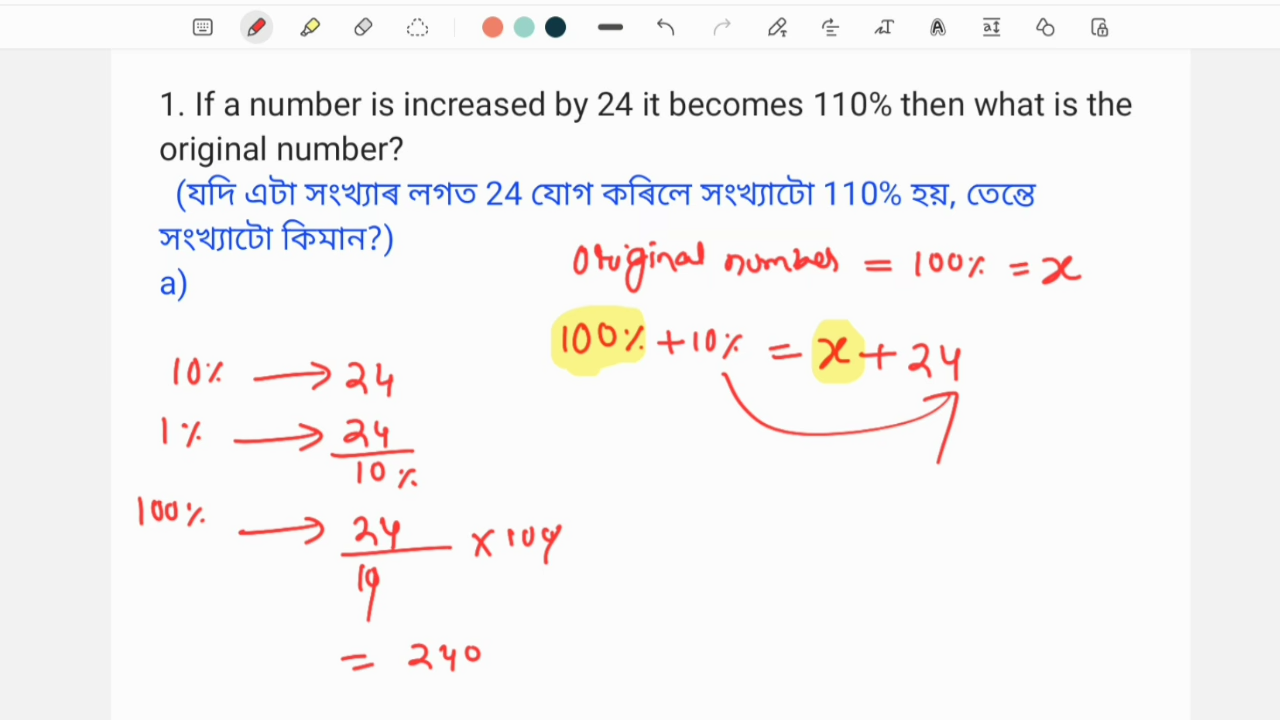 1. If a number is increased by 24 it becomes 110% then what is the
original number?
(যদি এটা সংখ্যাৰ লগত 24 যোগ কৰিলে সংখ্যাটো 110% হয়, তেন্তে
সংখ্যাটো কিমান?)
a)
Original number = 100% = x
100% + 10% = x + 24
10% → 24
1% → 24
10%
100% → 24 × 100
10
= 240